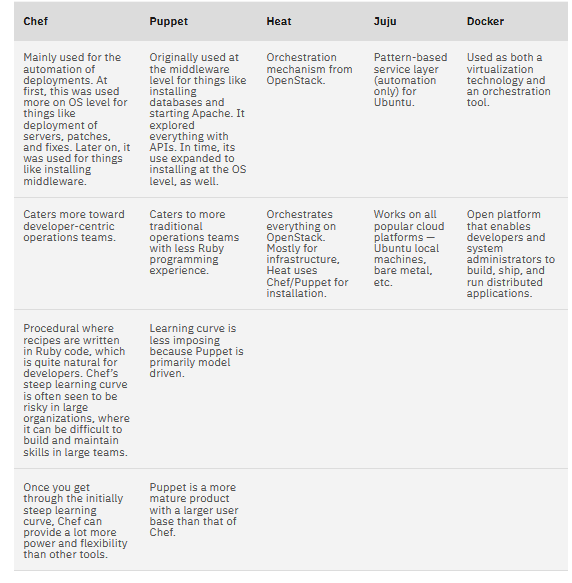 Chef
Puppet
Heat
Juju
Docker
Mainly used for the
automation of
deployments. At
first, this was used
more on OS level for
things like
deployment of
servers, patches,
and fixes. Later on, it
was used for things
like installing
middleware.
Originally used at
the middleware
level for things like
installing
databases and
starting Apache. It
explored
everything with
APIs. In time, its
use expanded to
installing at the OS
level, as well.
Orchestration
mechanism from
OpenStack.
Pattern-based
service layer
(automation
only) for
Ubuntu.
Used as both a
virtualization
technology and
an orchestration
tool.
Caters more toward
developer-centric
operations teams.
Caters to more
traditional
operations teams
with less Ruby
programming
experience.
Orchestrates
everything on
OpenStack.
Mostly for
infrastructure,
Heat uses
Chef/Puppet for
installation.
Works on all
popular cloud
platforms —
Ubuntu local
machines,
bare metal,
etc.
Open platform
that enables
developers and
system
administrators to
build, ship, and
run distributed
applications.
Procedural where
recipes are written
in Ruby code, which
is quite natural for
developers. Chef's
steep learning curve
is often seen to be
risky in large
organizations, where
it can be difficult to
build and maintain
skills in large teams.
Learning curve is
less imposing
because Puppet is
primarily model
driven.
Once you get
through the initially
steep learning
curve, Chef can
provide a lot more
power and flexibility
than other tools.
Puppet is a more
mature product
with a larger user
base than that of
Chef.